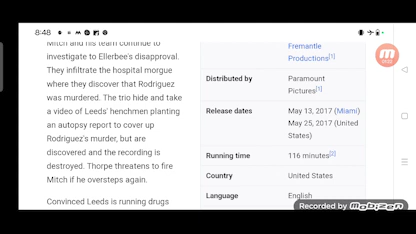 8:48
Mitch and his team continue to
investigate to Ellerbee's disapproval.
They infiltrate the hospital morgue
where they discover that Rodriguez
was murdered. The trio hide and take
a video of Leeds' henchmen planting
an autopsy report to cover up
Rodriguez's murder, but are
discovered and the recording is
destroyed. Thorpe threatens to fire
Mitch if he oversteps again.
Convinced Leeds is running drugs
Fremantle
Productions[1]
Distributed by
Paramount
Pictures[1]
Release dates
May 13, 2017 (Miami)
May 25, 2017 (United
States)
Running time
116 minutes[2]
Country
United States
Language
English
Recorded by
MOBIZEN